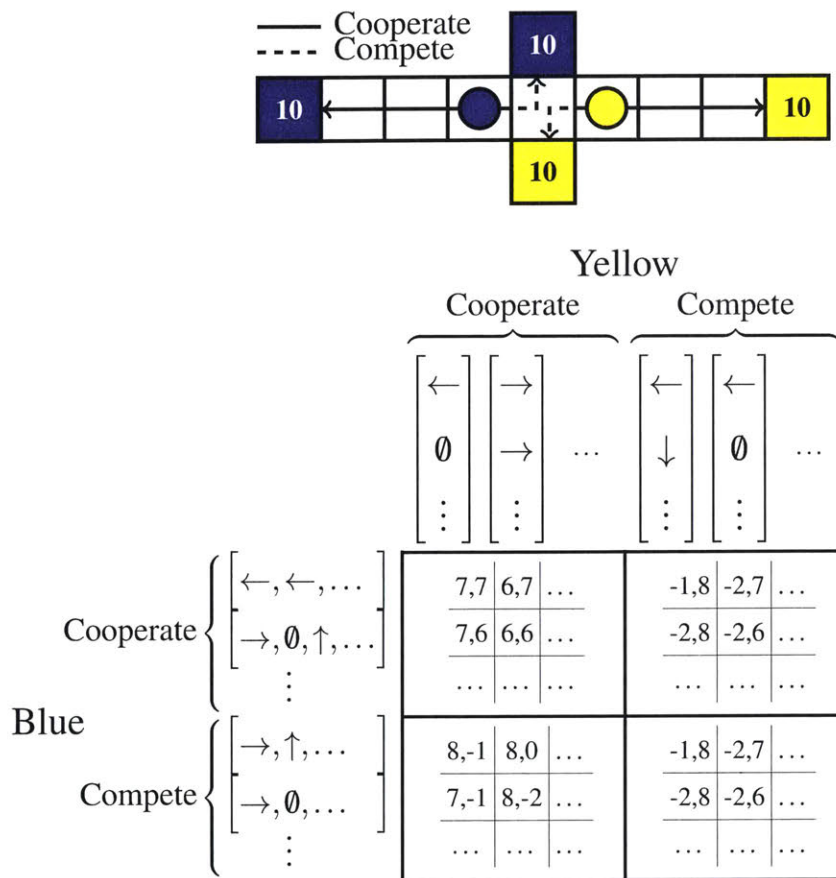 Cooperate
Compete
10
10
10
10
Yellow
Cooperate Compete
← → ← ←
∅ → … ↓ ∅ …
⋮ ⋮ ⋮ ⋮
←, ←, … 7,7 6,7 … -1,8 -2,7 …
Cooperate →, ∅, ↑, … 7,6 6,6 … -2,8 -2,6 …
⋮ … … … …
Blue
→, ↑, … 8,-1 8,0 … -1,8 -2,7 …
Compete →, ∅, … 7,-1 8,-2 … -2,8 -2,6 …
⋮ … … … …